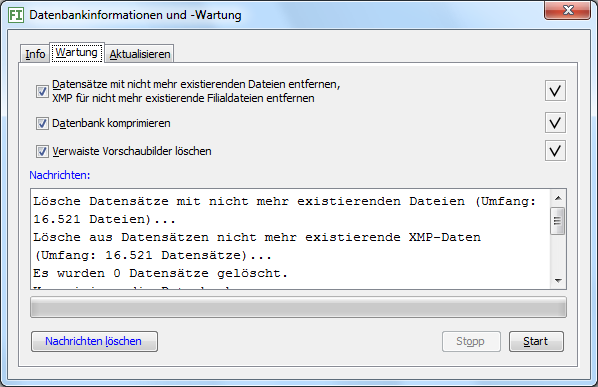 FI Datenbankinformationen und -Wartung
Info Wartung Aktualisieren
Datensätze mit nicht mehr existierenden Dateien entfernen,
XMP für nicht mehr existierende Filialdateien entfernen
Datenbank komprimieren
Verwaiste Vorschaubilder löschen
Nachrichten:
Lösche Datensätze mit nicht mehr existierenden Dateien (Umfang:
16.521 Dateien)...
Lösche aus Datensätzen nicht mehr existierende XMP-Daten
(Umfang: 16.521 Datensätze)...
Es wurden 0 Datensätze gelöscht.
Nachrichten löschen Stopp Start